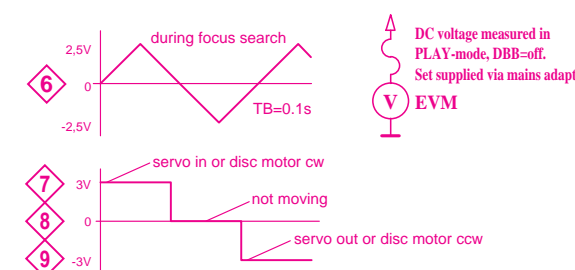 during focus search
2,5V
6
0
TB=0.1s
-2,5V
DC voltage measured in
PLAY-mode, DBB=off.
Set supplied via mains adapt
V EVM
servo in or disc motor cw
7
3V
not moving
8
0
servo out or disc motor ccw
9
-3V